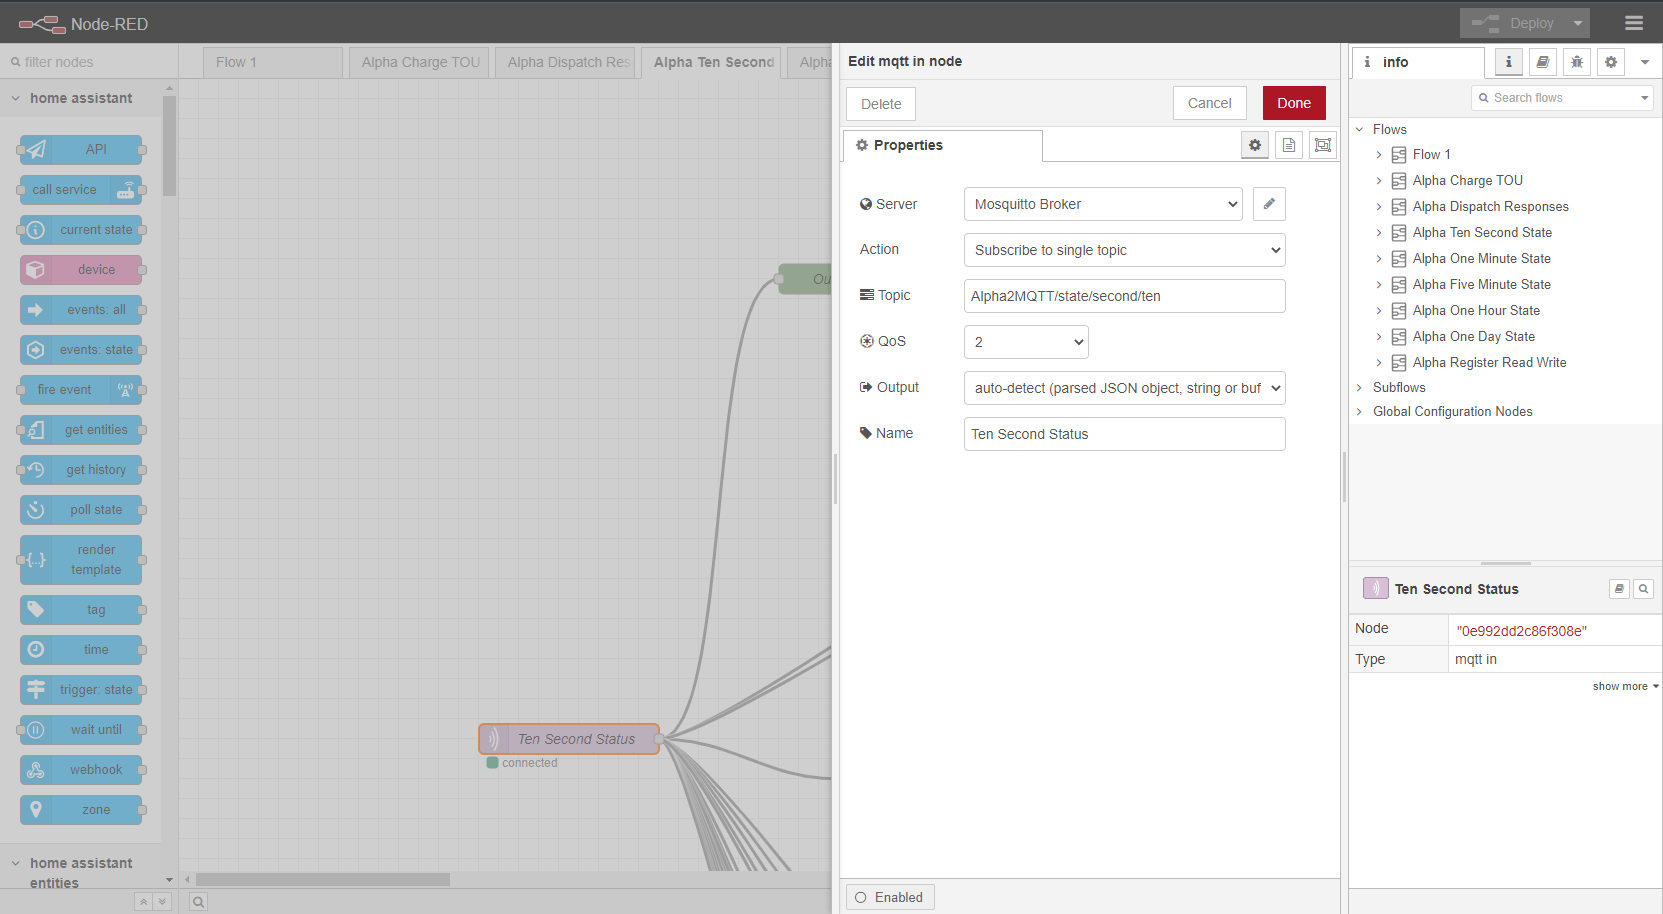 Node-RED
Deploy
filter nodes
Flow 1
Alpha Charge TOU
Alpha Dispatch Res
Alpha Ten Second
Alpha
home assistant
API
call service
current state
device
events: all
events: state
fire event
get entities
get history
poll state
render
template
tag
time
trigger: state
wait until
webhook
zone
home assistant
entities
Ou
Ten Second Status
connected
Edit mqtt in node
Delete
Cancel
Done
Properties
Server
Mosquitto Broker
Action
Subscribe to single topic
Topic
Alpha2MQTT/state/second/ten
QoS
2
Output
auto-detect (parsed JSON object, string or buf
Name
Ten Second Status
Enabled
info
Search flows
Flows
Flow 1
Alpha Charge TOU
Alpha Dispatch Responses
Alpha Ten Second State
Alpha One Minute State
Alpha Five Minute State
Alpha One Hour State
Alpha One Day State
Alpha Register Read Write
Subflows
Global Configuration Nodes
Ten Second Status
Node
"0e992dd2c86f308e"
Type
mqtt in
show more